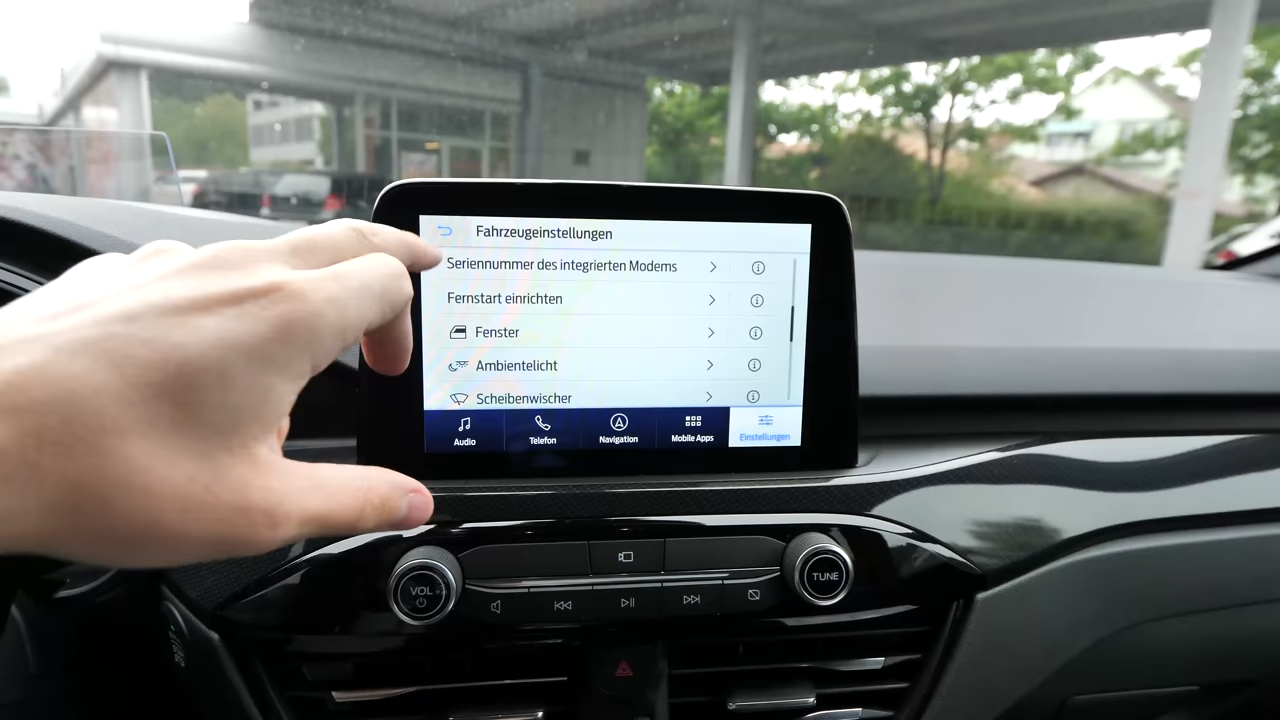 Fahrzeugeinstellungen
Seriennummer des integrierten Modems
Fernstart einrichten
Fenster
Ambientelicht
Scheibenwischer
Audio
Telefon
Navigation
Mobile Apps
Einstellungen
VOL
TUNE